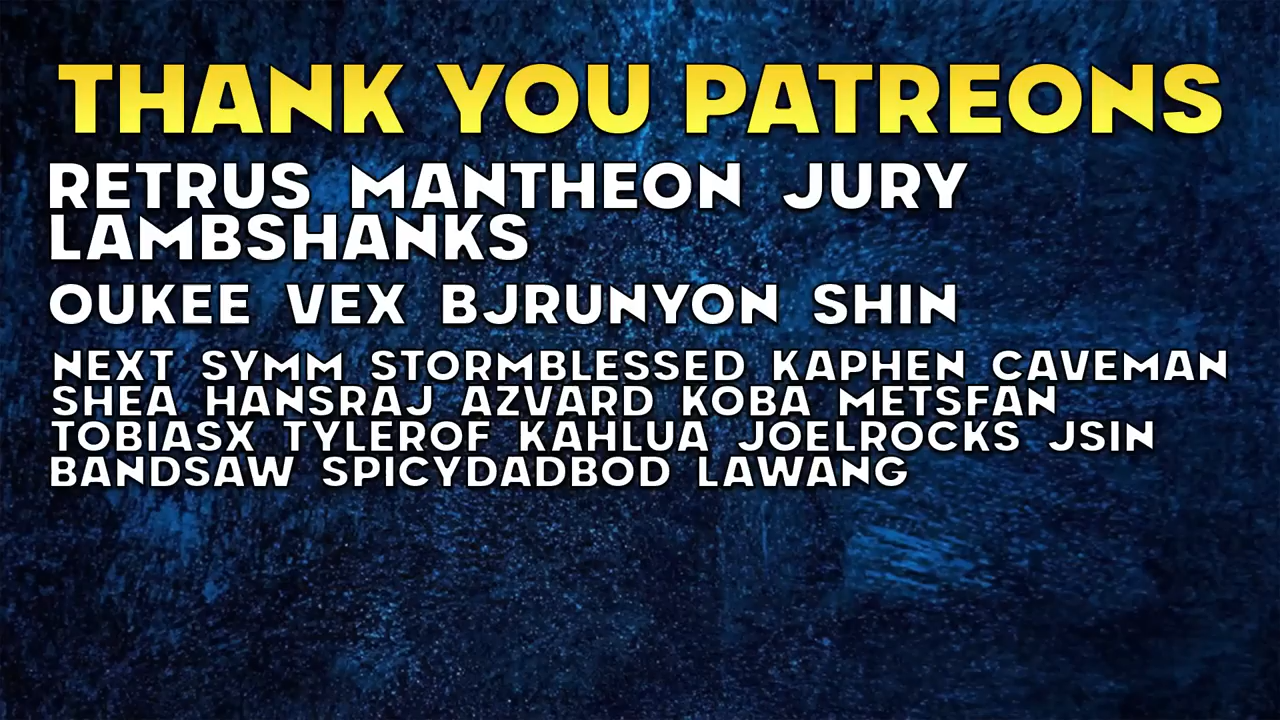 THANK YOU PATREONS
RETRUS MANTHEON JURY
LAMBSHANKS
OUKEE VEX BJRUNYON SHIN
NEXT SYMM STORMBLESSED KAPHEN CAVEMAN
SHEA HANSRAJ AZVARD KOBA METSFAN
TOBIASX TYLEROF KAHLUA JOELROCKS JSIN
BANDSAW SPICYDADBOD LAWANG